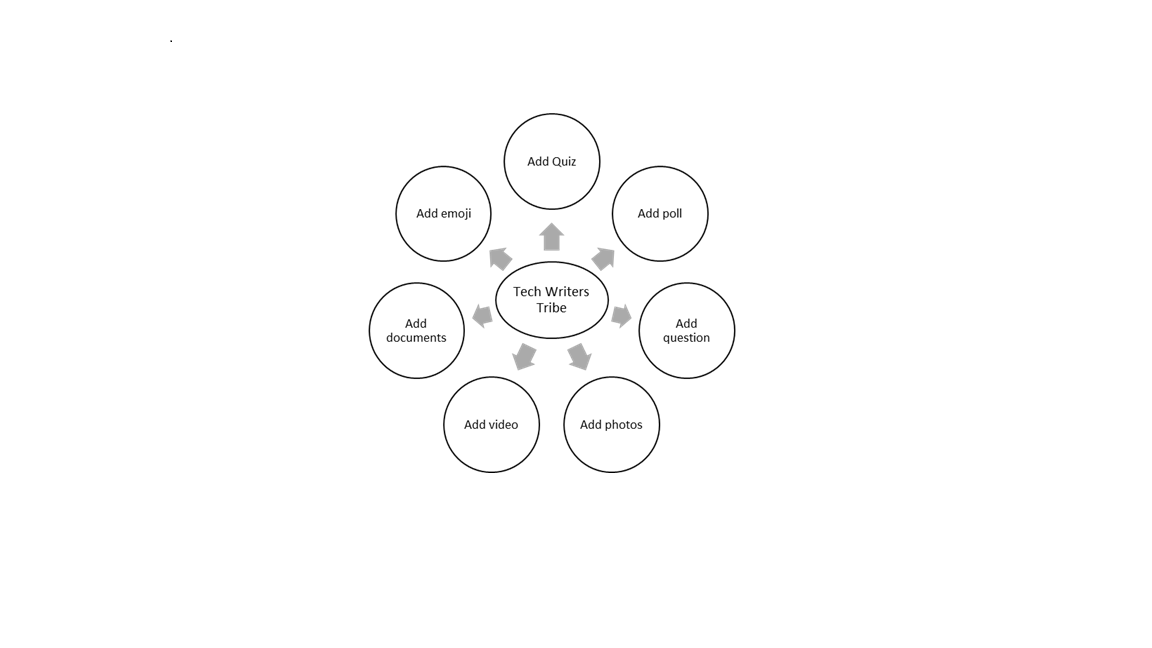 .
Add Quiz
Add emoji
Add poll
Tech Writers
Tribe
Add
documents
Add
question
Add video
Add photos